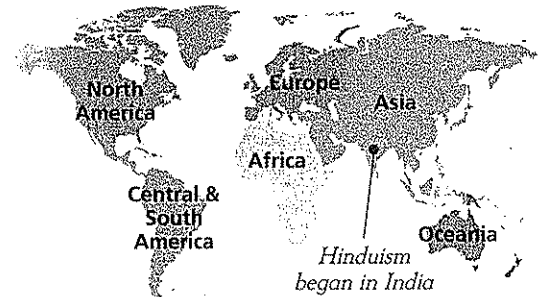 North
America
Europe
Asia
Africa
Central &
South
America
Oceania
Hinduism
began in India